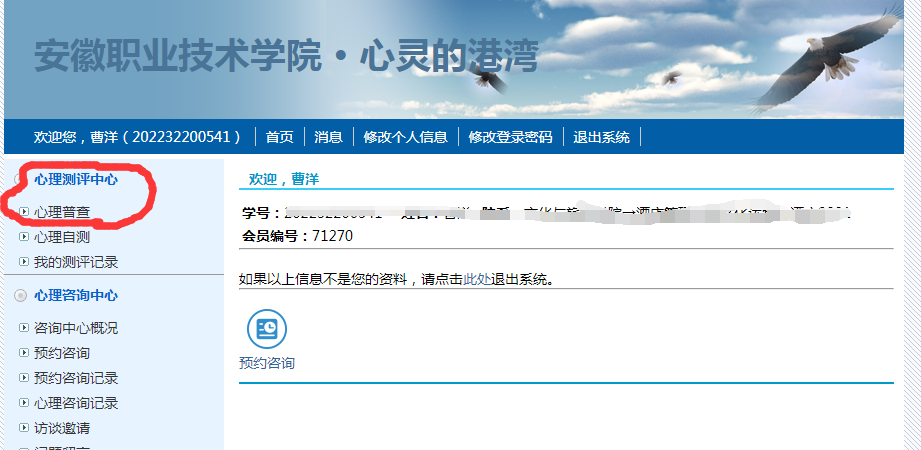 安徽职业技术学院·心灵的港湾
欢迎您，曹洋（202232200541） 首页 消息 修改个人信息 修改登录密码 退出系统
心理测评中心
心理普查
心理自测
我的测评记录
心理咨询中心
咨询中心概况
预约咨询
预约咨询记录
心理咨询记录
访谈邀请
欢迎，曹洋
学号：
会员编号：71270
如果以上信息不是您的资料，请点击此处退出系统。
预约咨询